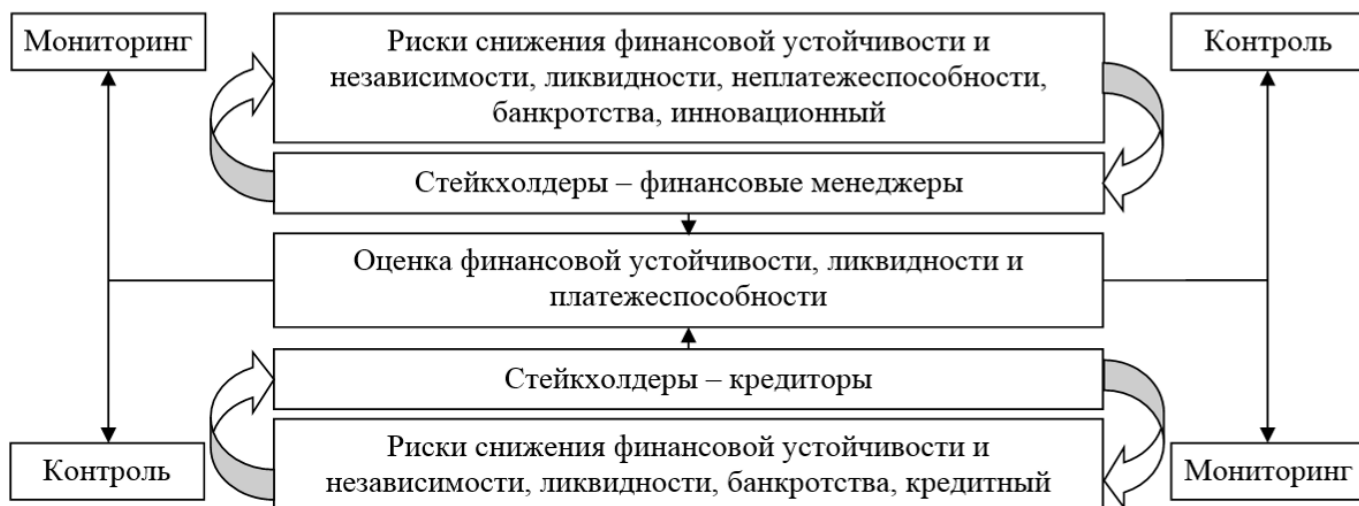 Мониторинг
Риски снижения финансовой устойчивости и
независимости, ликвидности, неплатежеспособности,
банкротства, инновационный
Контроль
Стейкхолдеры – финансовые менеджеры
Оценка финансовой устойчивости, ликвидности и
платежеспособности
Стейкхолдеры – кредиторы
Контроль
Риски снижения финансовой устойчивости и
независимости, ликвидности, банкротства, кредитный
Мониторинг